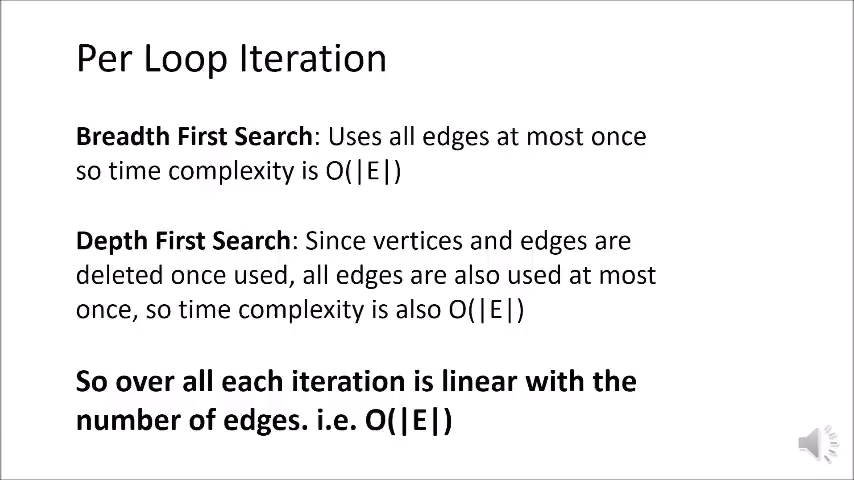 Per Loop Iteration
Breadth First Search: Uses all edges at most once
so time complexity is O(|E|)
Depth First Search: Since vertices and edges are
deleted once used, all edges are also used at most
once, so time complexity is also O(|E|)
So over all each iteration is linear with the
number of edges. i.e. O(|E|)